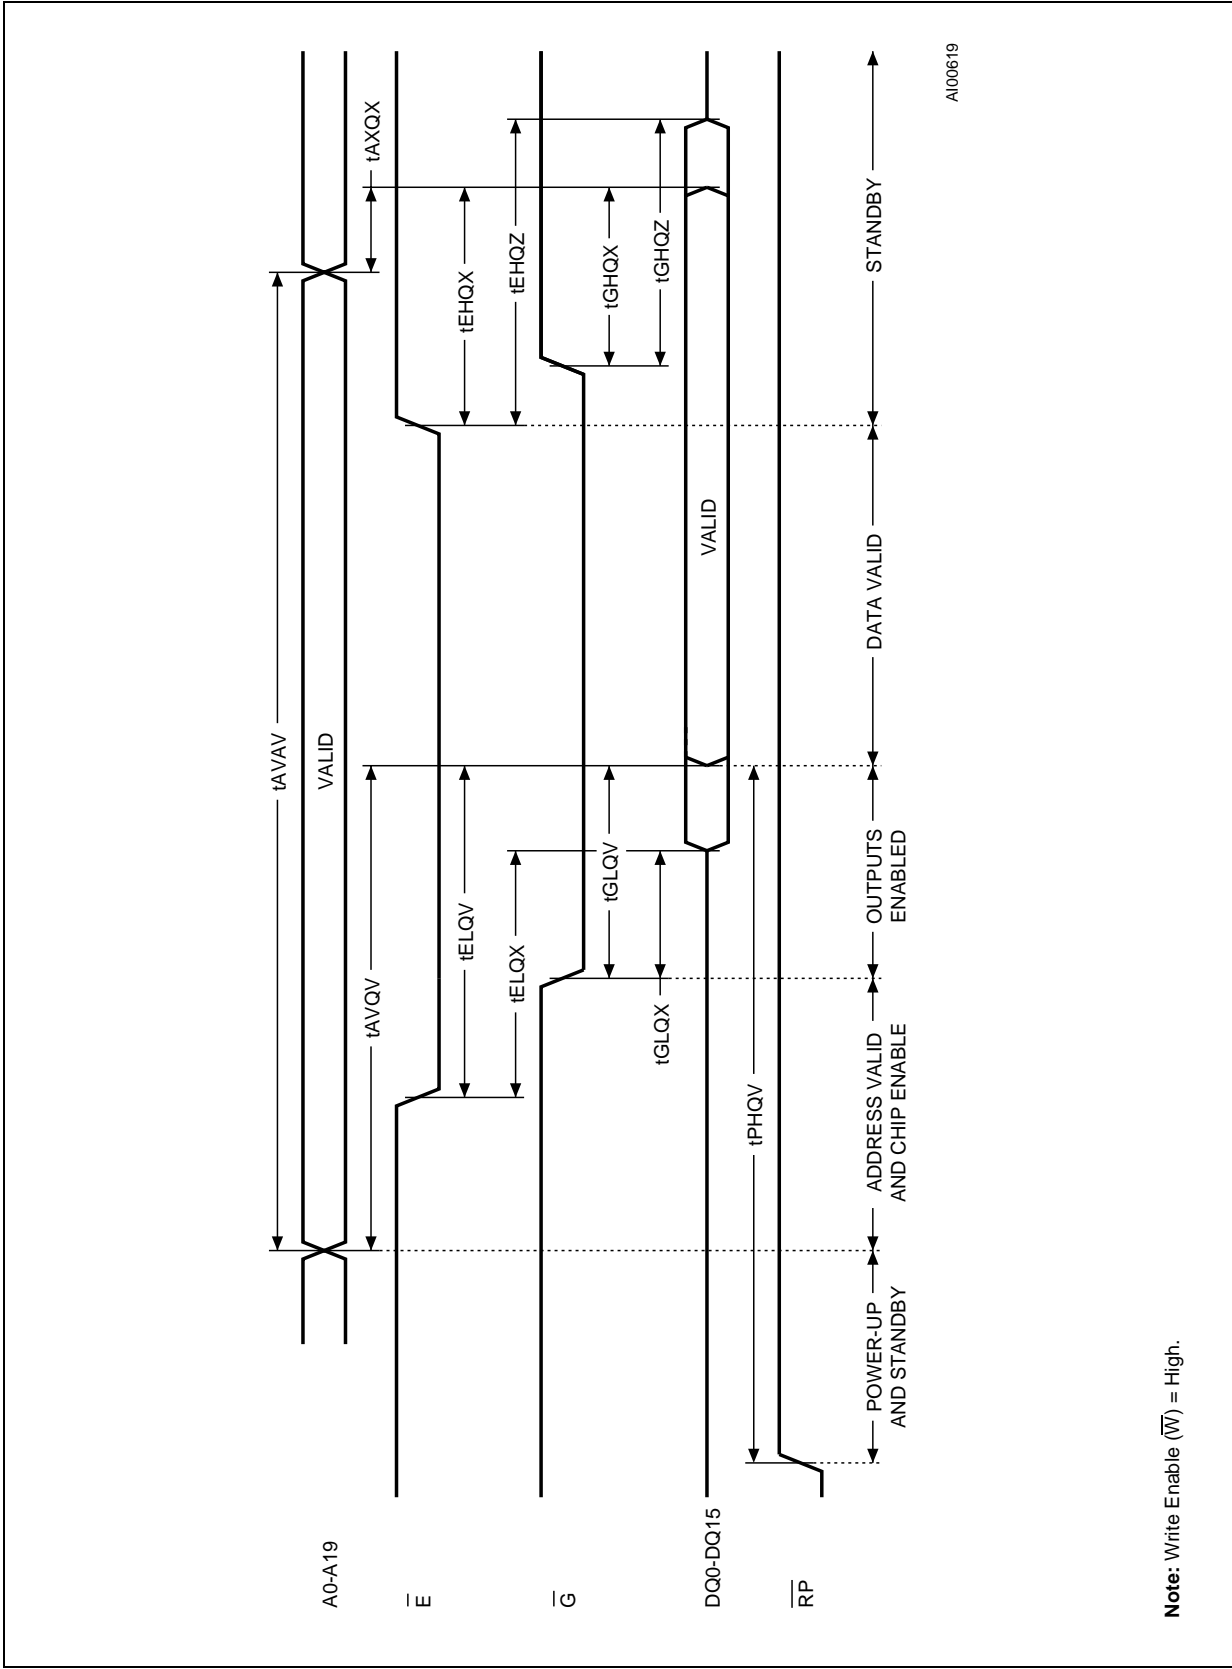 tAVAV
A0-A19
VALID
tAVQV
tAXQX
E
tELQV
tEHQX
tELQX
tEHQZ
G
tGLQV
tGHQX
tGLQX
tGHQZ
DQ0-DQ15
VALID
tPHQV
RP
POWER-UP
AND STANDBY
ADDRESS VALID
AND CHIP ENABLE
OUTPUTS
ENABLED
DATA VALID
STANDBY
AI00619
Note: Write Enable (W) = High.